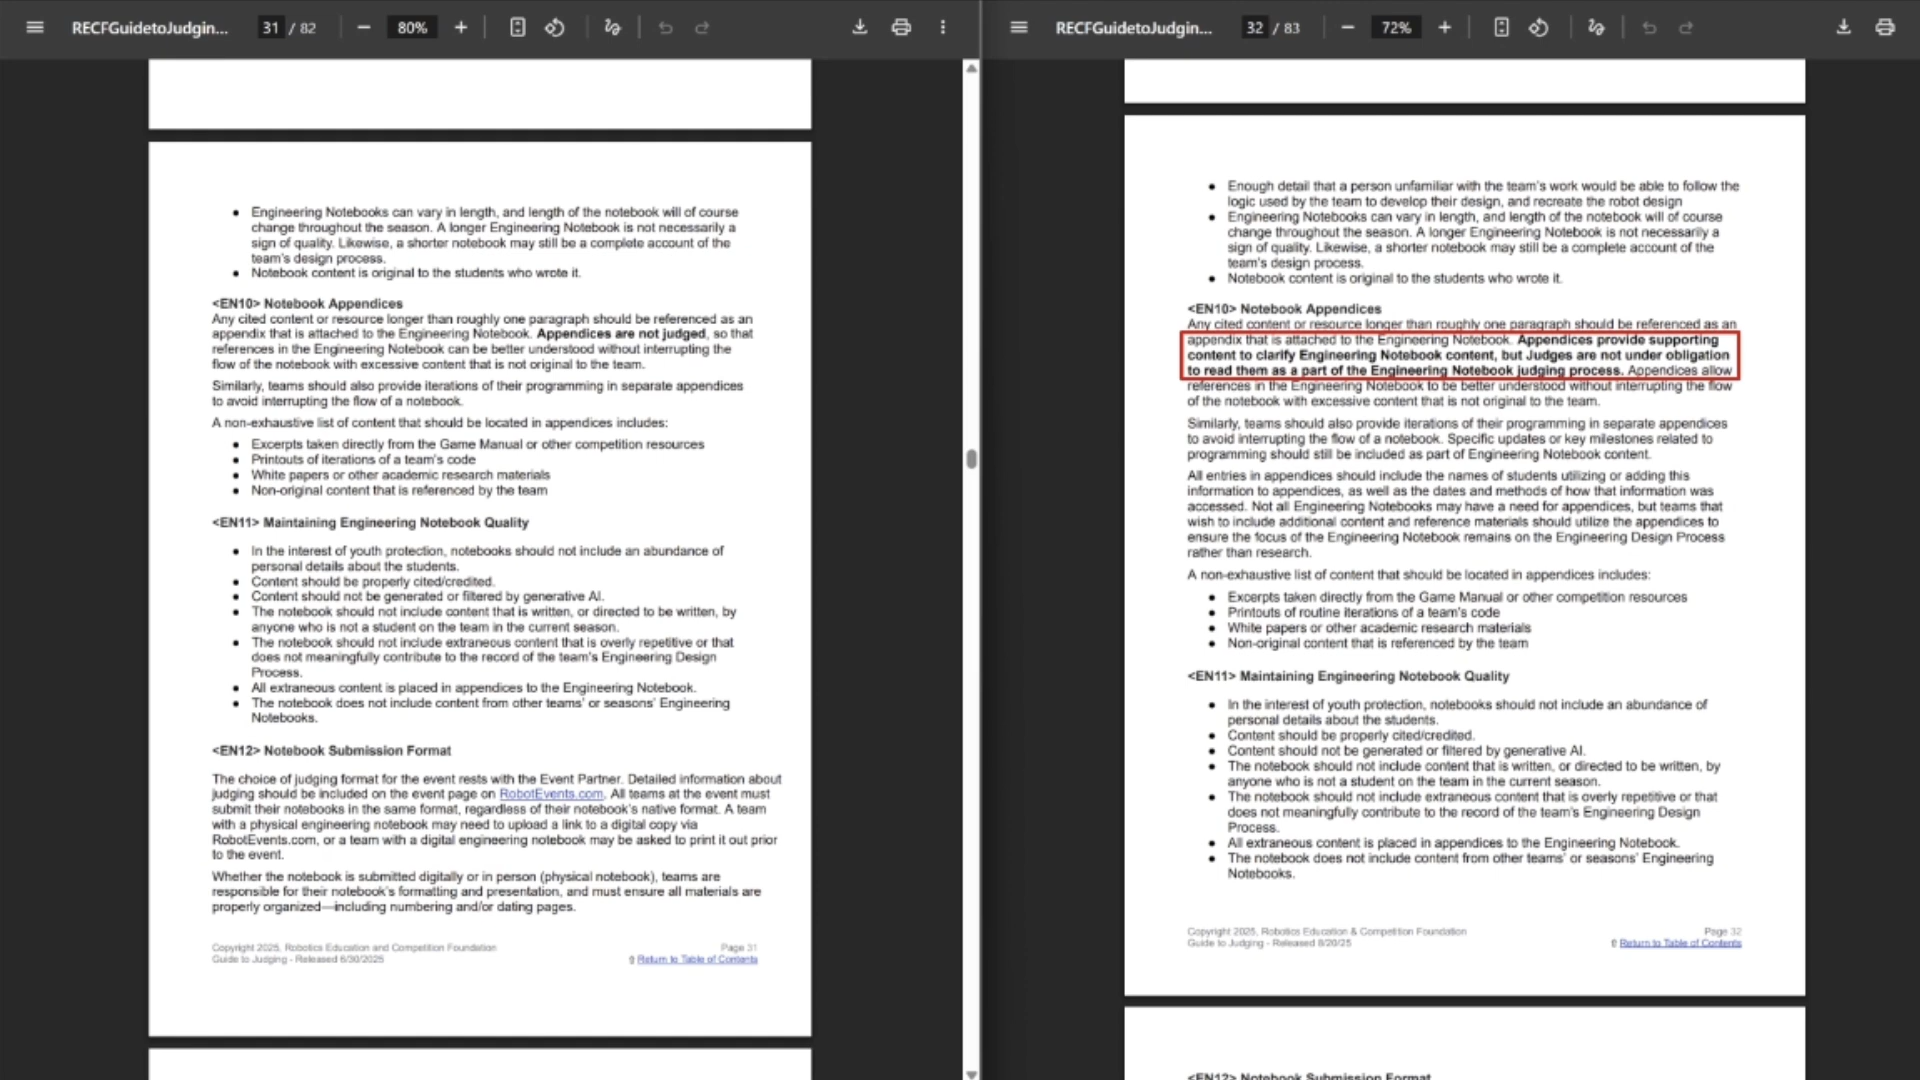 RECFGuidetoJudgin...
31 / 82
80%
Engineering Notebooks can vary in length, and length of the notebook will of course
change throughout the season. A longer Engineering Notebook is not necessarily a
sign of quality. Likewise, a shorter notebook may still be a complete account of the
team's design process.
Notebook content is original to the students who wrote it.
<EN10> Notebook Appendices
Any cited content or resource longer than roughly one paragraph should be referenced as an
appendix that is attached to the Engineering Notebook. Appendices are not judged, so that
references in the Engineering Notebook can be better understood without interrupting the
flow of the notebook with excessive content that is not original to the team.
Similarly, teams should also provide iterations of their programming in separate appendices
to avoid interrupting the flow of a notebook.
A non-exhaustive list of content that should be located in appendices includes:
Excerpts taken directly from the Game Manual or other competition resources
Printouts of iterations of a team's code
White papers or other academic research materials
Non-original content that is referenced by the team
<EN11> Maintaining Engineering Notebook Quality
In the interest of youth protection, notebooks should not include an abundance of
personal details about the students.
Content should be properly cited/credited.
Content should not be generated or filtered by generative AI.
The notebook should not include content that is written, or directed to be written, by
anyone who is not a student on the team in the current season.
The notebook should not include extraneous content that is overly repetitive or that
does not meaningfully contribute to the record of the team's Engineering Design
Process.
All extraneous content is placed in appendices to the Engineering Notebook.
The notebook does not include content from other teams' or seasons' Engineering
Notebooks.
<EN12> Notebook Submission Format
The choice of judging format for the event rests with the Event Partner. Detailed information about
judging should be included on the event page on RobotEvents.com. All teams at the event must
submit their notebooks in the same format, regardless of their notebook's native format. A team
with a physical engineering notebook may need to upload a link to a digital copy via
RobotEvents.com, or a team with a digital engineering notebook may be asked to print it out prior
to the event.
Whether the notebook is submitted digitally or in person (physical notebook), teams are
responsible for their notebook's formatting and presentation, and must ensure all materials are
properly organized—including numbering and/or dating pages.
Copyright 2025, Robotics Education and Competition Foundation
Page 31
Guide to Judging - Released 6/30/2025
⇧ Return to Table of Contents
RECFGuidetoJudgin...
32 / 83
72%
Enough detail that a person unfamiliar with the team's work would be able to follow the
logic used by the team to develop their design, and recreate the robot design
Engineering Notebooks can vary in length, and length of the notebook will of course
change throughout the season. A longer Engineering Notebook is not necessarily a
sign of quality. Likewise, a shorter notebook may still be a complete account of the
team's design process.
Notebook content is original to the students who wrote it.
<EN10> Notebook Appendices
Any cited content or resource longer than roughly one paragraph should be referenced as an
appendix that is attached to the Engineering Notebook. Appendices provide supporting
content to clarify Engineering Notebook content, but Judges are not under obligation
to read them as a part of the Engineering Notebook judging process. Appendices allow
references in the Engineering Notebook to be better understood without interrupting the flow
of the notebook with excessive content that is not original to the team.
Similarly, teams should also provide iterations of their programming in separate appendices
to avoid interrupting the flow of a notebook. Specific updates or key milestones related to
programming should still be included as part of Engineering Notebook content.
All entries in appendices should include the names of students utilizing or adding this
information to appendices, as well as the dates and methods of how that information was
accessed. Not all Engineering Notebooks may have a need for appendices, but teams that
wish to include additional content and reference materials should utilize the appendices to
ensure the focus of the Engineering Notebook remains on the Engineering Design Process
rather than research.
A non-exhaustive list of content that should be located in appendices includes:
Excerpts taken directly from the Game Manual or other competition resources
Printouts of routine iterations of a team's code
White papers or other academic research materials
Non-original content that is referenced by the team
<EN11> Maintaining Engineering Notebook Quality
In the interest of youth protection, notebooks should not include an abundance of
personal details about the students.
Content should be properly cited/credited.
Content should not be generated or filtered by generative AI.
The notebook should not include content that is written, or directed to be written, by
anyone who is not a student on the team in the current season.
The notebook should not include extraneous content that is overly repetitive or that
does not meaningfully contribute to the record of the team's Engineering Design
Process.
All extraneous content is placed in appendices to the Engineering Notebook.
The notebook does not include content from other teams' or seasons' Engineering
Notebooks.
Copyright 2025, Robotics Education & Competition Foundation
Page 32
Guide to Judging - Released 8/20/25
⇧ Return to Table of Contents
<EN12> Notebook Submission Format